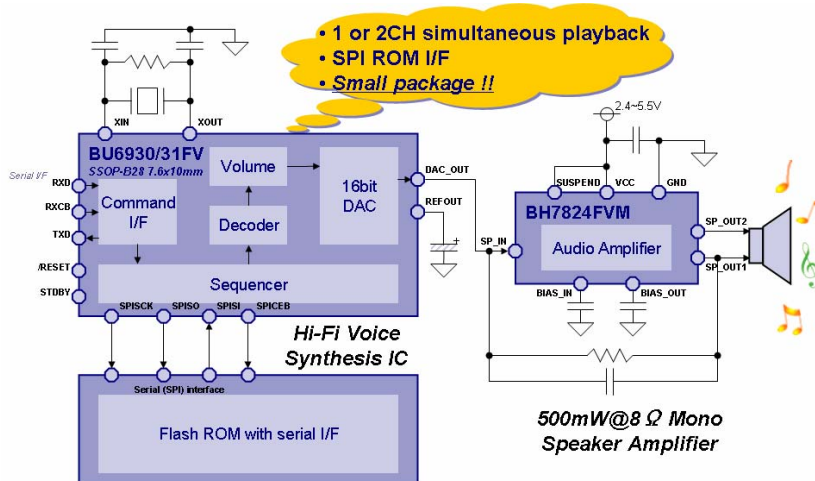 • 1 or 2CH simultaneous playback
• SPI ROM I/F
• Small package !!
XIN
XOUT
BU6930/31FV
SSOP-B28 7.6x10mm
Serial I/F
RXD
RXCB
TXD
/RESET
STDBY
Command
I/F
Volume
Decoder
16bit
DAC
Sequencer
DAC_OUT
REFOUT
+
SPISCK
SPISO
SPISI
SPICEB
Hi-Fi Voice
Synthesis IC
Serial (SPI) interface
Flash ROM with serial I/F
2.4~5.5V
SUSPEND
VCC
GND
BH7824FVM
Audio Amplifier
SP_IN
SP_OUT2
SP_OUT1
BIAS_IN
BIAS_OUT
500mW@8 Ω Mono
Speaker Amplifier